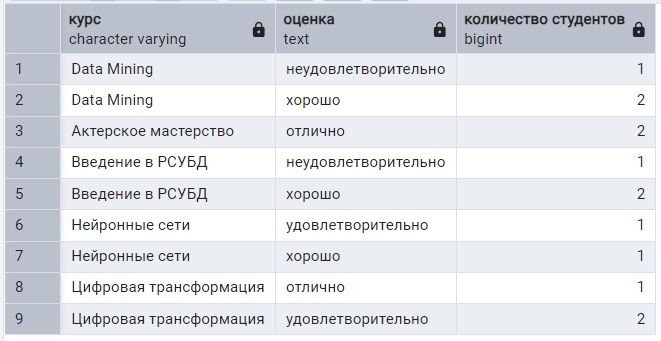 курс оценка количество студентов
character varying text bigint
1 Data Mining неудовлетворительно 1
2 Data Mining хорошо 2
3 Актерское мастерство отлично 2
4 Введение в РСУБД неудовлетворительно 1
5 Введение в РСУБД хорошо 2
6 Нейронные сети удовлетворительно 1
7 Нейронные сети хорошо 1
8 Цифровая трансформация отлично 1
9 Цифровая трансформация удовлетворительно 2